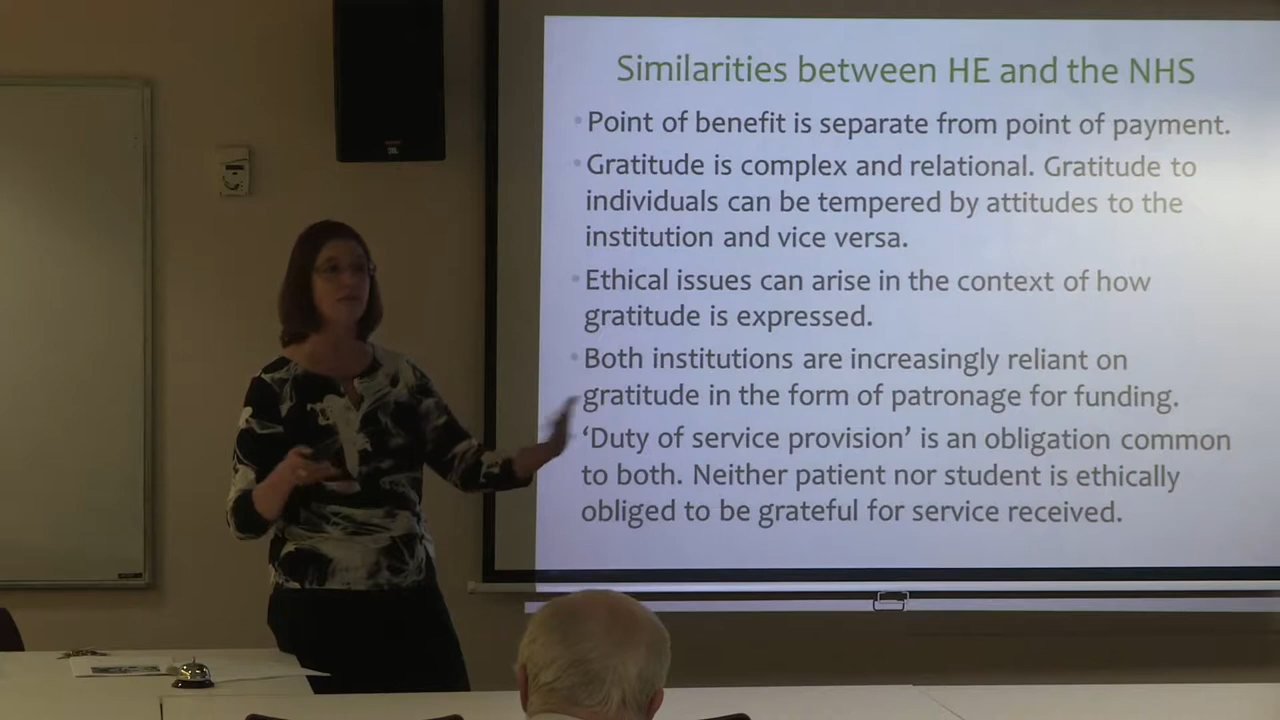 Similarities between HE and the NHS
Point of benefit is separate from point of payment.
Gratitude is complex and relational. Gratitude to
individuals can be tempered by attitudes to the
institution and vice versa.
Ethical issues can arise in the context of how
gratitude is expressed.
Both institutions are increasingly reliant on
gratitude in the form of patronage for funding.
‘Duty of service provision’ is an obligation common
to both. Neither patient nor student is ethically
obliged to be grateful for service received.